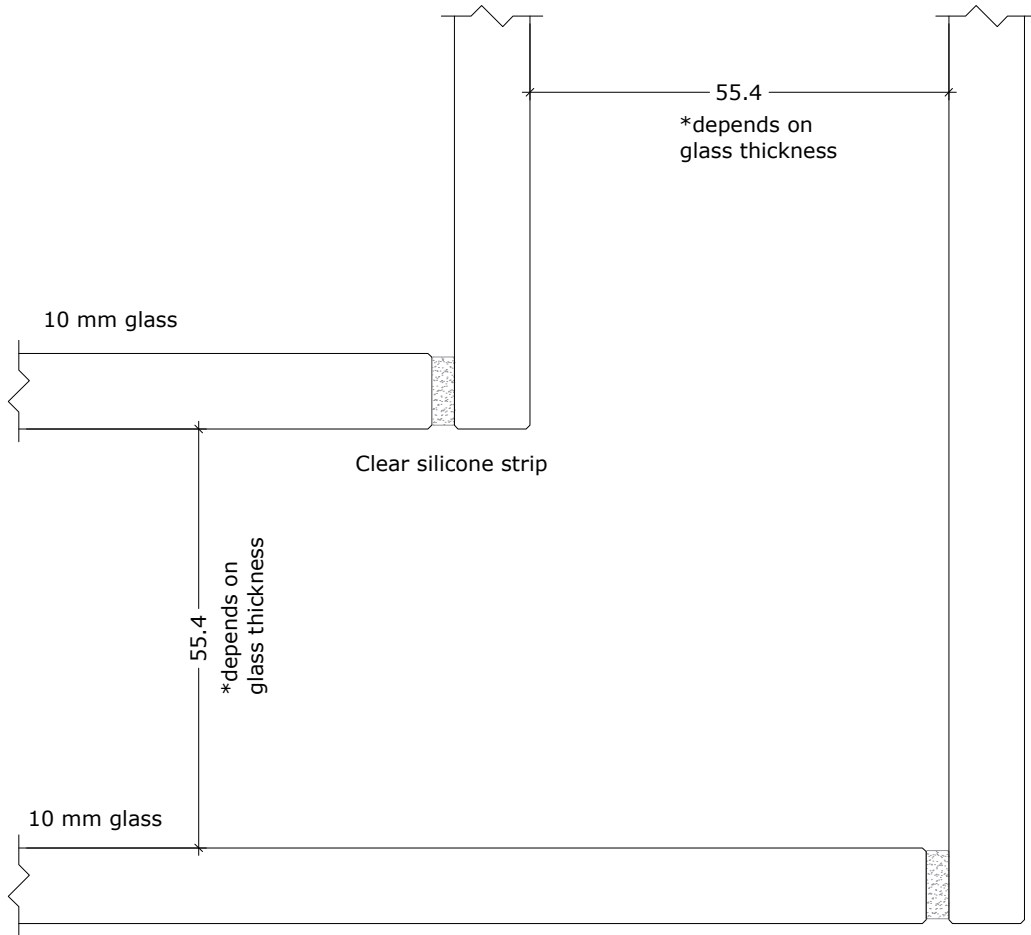 55.4
*depends on
glass thickness
10 mm glass
Clear silicone strip
55.4
*depends on
glass thickness
10 mm glass